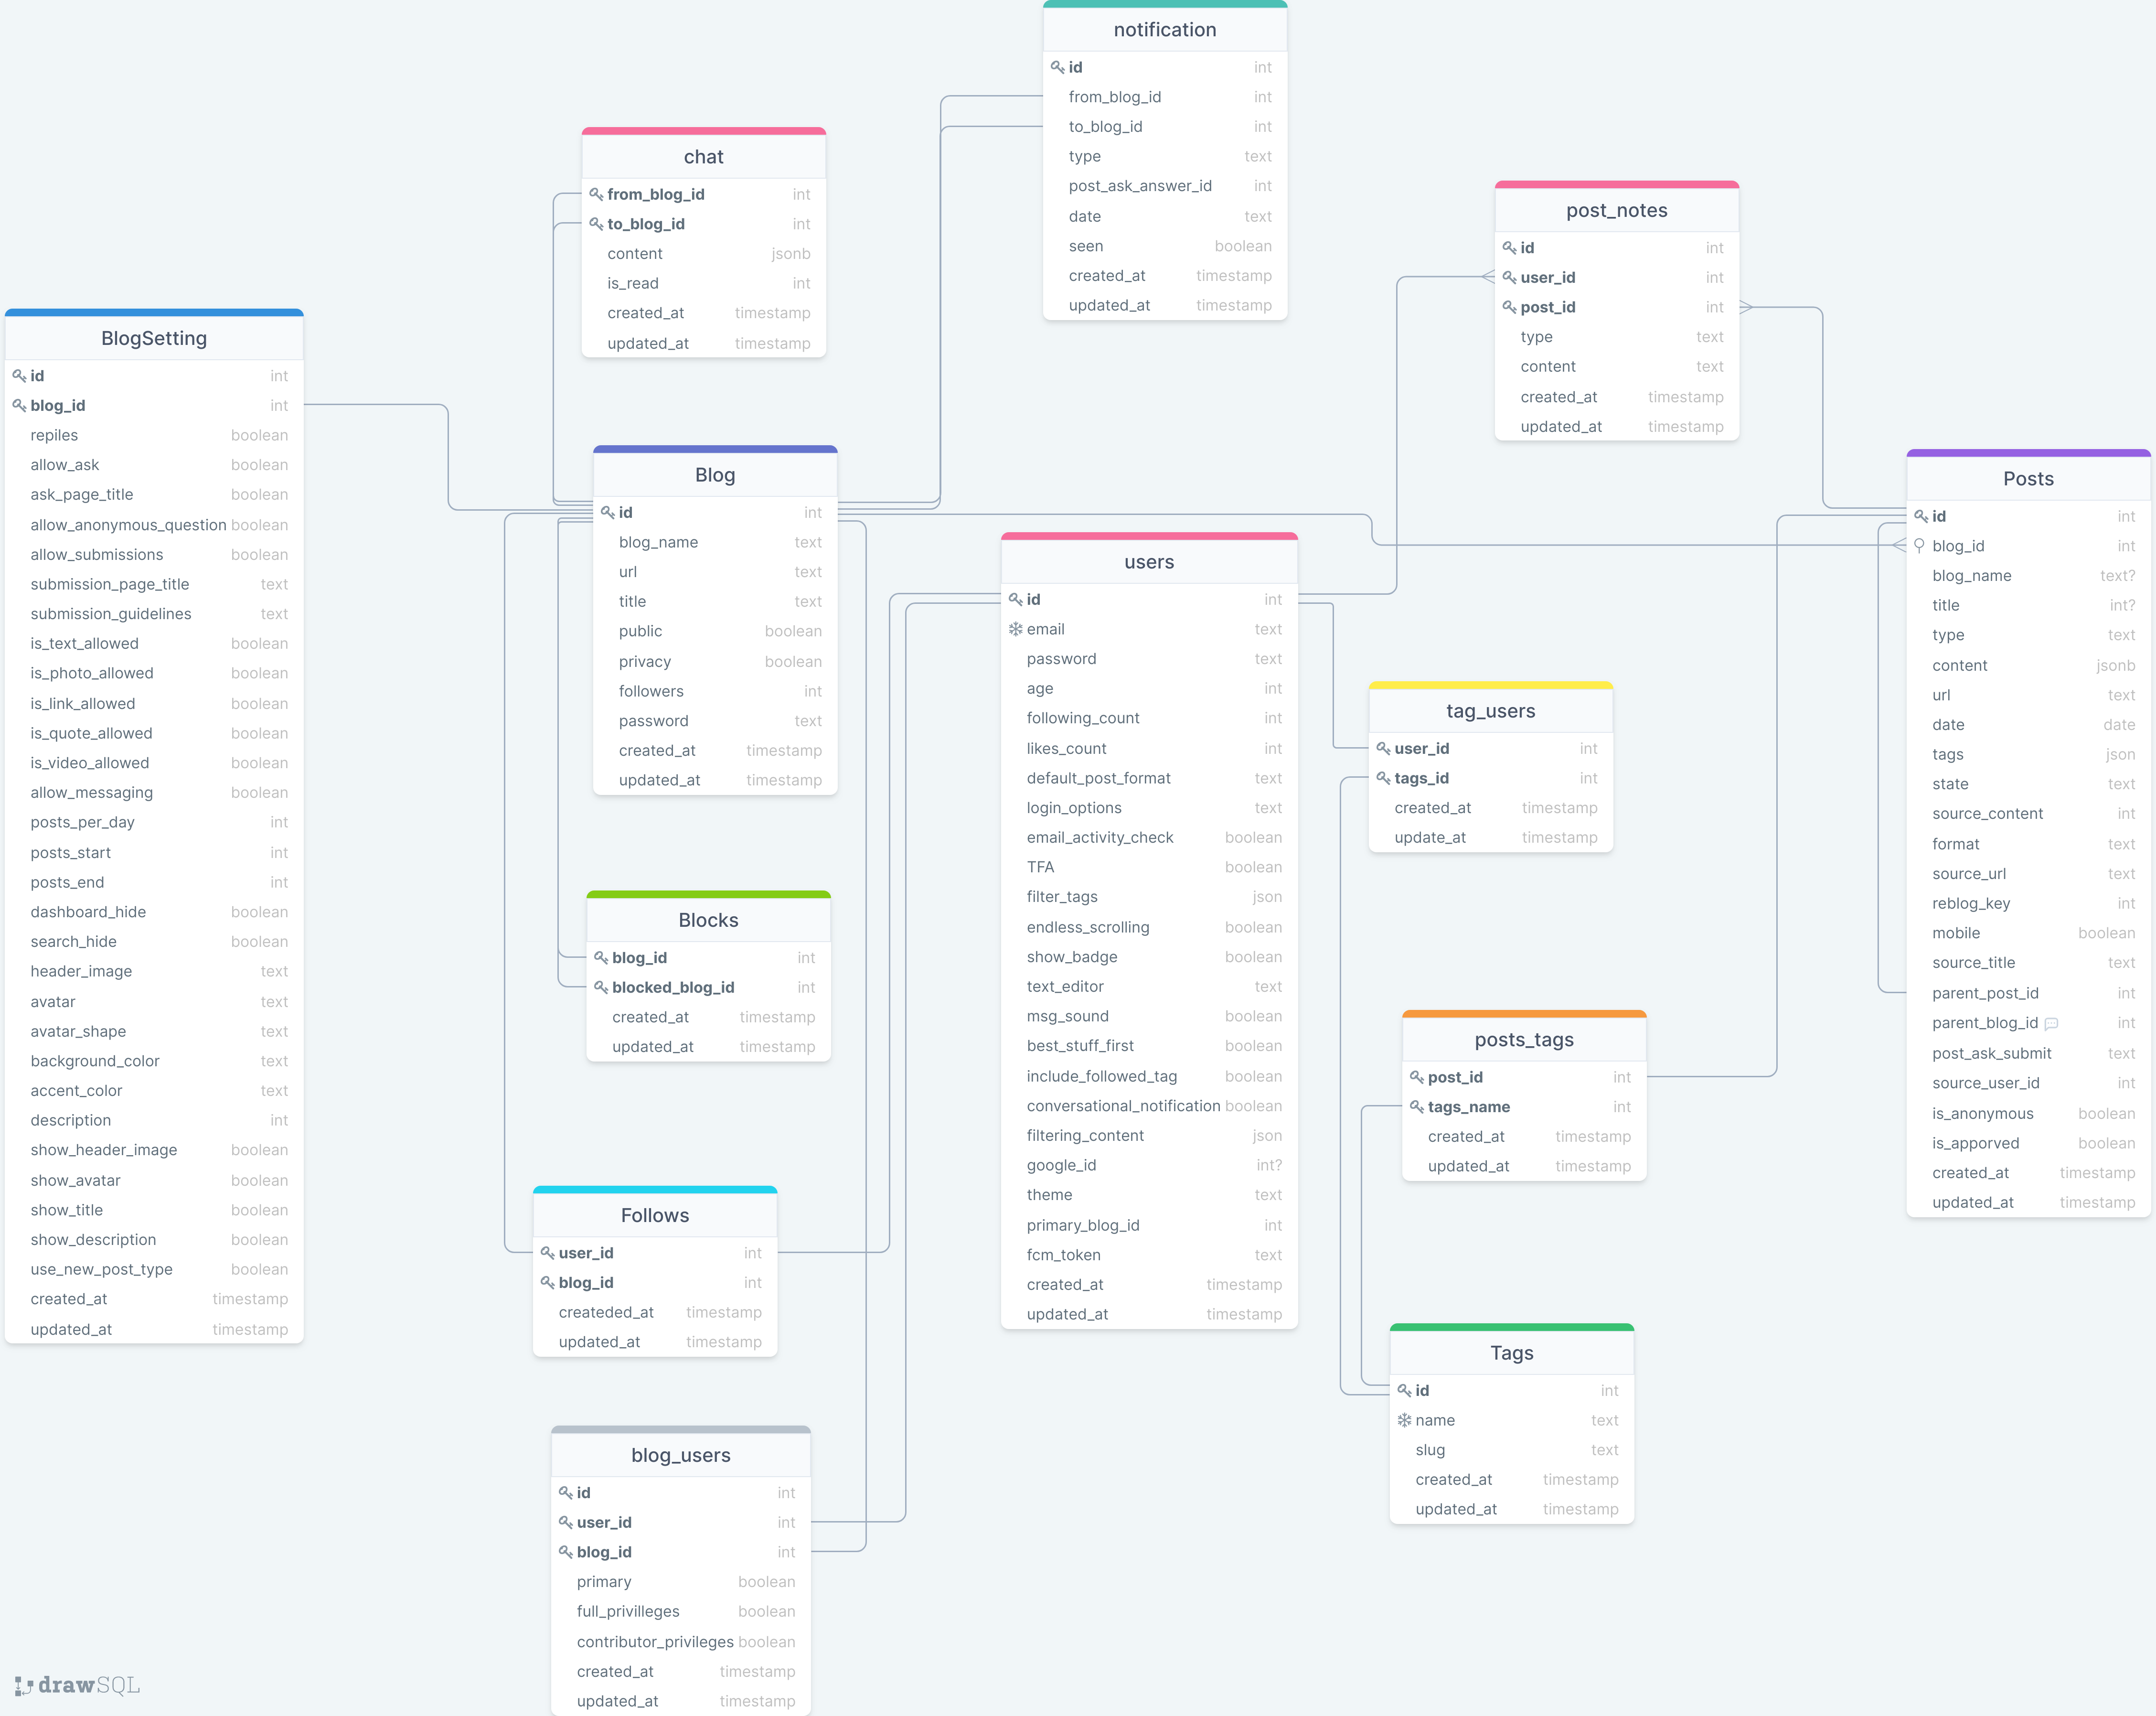 notification
id int
from_blog_id int
to_blog_id int
type text
post_ask_answer_id int
date text
seen boolean
created_at timestamp
updated_at timestamp
chat
from_blog_id int
to_blog_id int
content jsonb
is_read int
created_at timestamp
updated_at timestamp
post_notes
id int
user_id int
post_id int
type text
content text
created_at timestamp
updated_at timestamp
BlogSetting
id int
blog_id int
repiles boolean
allow_ask boolean
ask_page_title boolean
allow_anonymous_question boolean
allow_submissions boolean
submission_page_title text
submission_guidelines text
is_text_allowed boolean
is_photo_allowed boolean
is_link_allowed boolean
is_quote_allowed boolean
is_video_allowed boolean
allow_messaging boolean
posts_per_day int
posts_start int
posts_end int
dashboard_hide boolean
search_hide boolean
header_image text
avatar text
avatar_shape text
background_color text
accent_color text
description int
show_header_image boolean
show_avatar boolean
show_title boolean
show_description boolean
use_new_post_type boolean
created_at timestamp
updated_at timestamp
Blog
id int
blog_name text
url text
title text
public boolean
privacy boolean
followers int
password text
created_at timestamp
updated_at timestamp
Posts
id int
blog_id int
blog_name text?
title int?
type text
content jsonb
url text
date date
tags json
state text
source_content int
format text
source_url text
reblog_key int
mobile boolean
source_title text
parent_post_id int
parent_blog_id int
post_ask_submit text
source_user_id int
is_anonymous boolean
is_apporved boolean
created_at timestamp
updated_at timestamp
users
id int
email text
password text
age int
following_count int
likes_count int
default_post_format text
login_options text
email_activity_check boolean
TFA boolean
filter_tags json
endless_scrolling boolean
show_badge boolean
text_editor text
msg_sound boolean
best_stuff_first boolean
include_followed_tag boolean
conversational_notification boolean
filtering_content json
google_id int?
theme text
primary_blog_id int
fcm_token text
created_at timestamp
updated_at timestamp
tag_users
user_id int
tags_id int
created_at timestamp
update_at timestamp
Blocks
blog_id int
blocked_blog_id int
created_at timestamp
updated_at timestamp
posts_tags
post_id int
tags_name int
created_at timestamp
updated_at timestamp
Follows
user_id int
blog_id int
createded_at timestamp
updated_at timestamp
Tags
id int
name text
slug text
created_at timestamp
updated_at timestamp
blog_users
id int
user_id int
blog_id int
primary boolean
full_privilleges boolean
contributor_privileges boolean
created_at timestamp
updated_at timestamp
drawSQL